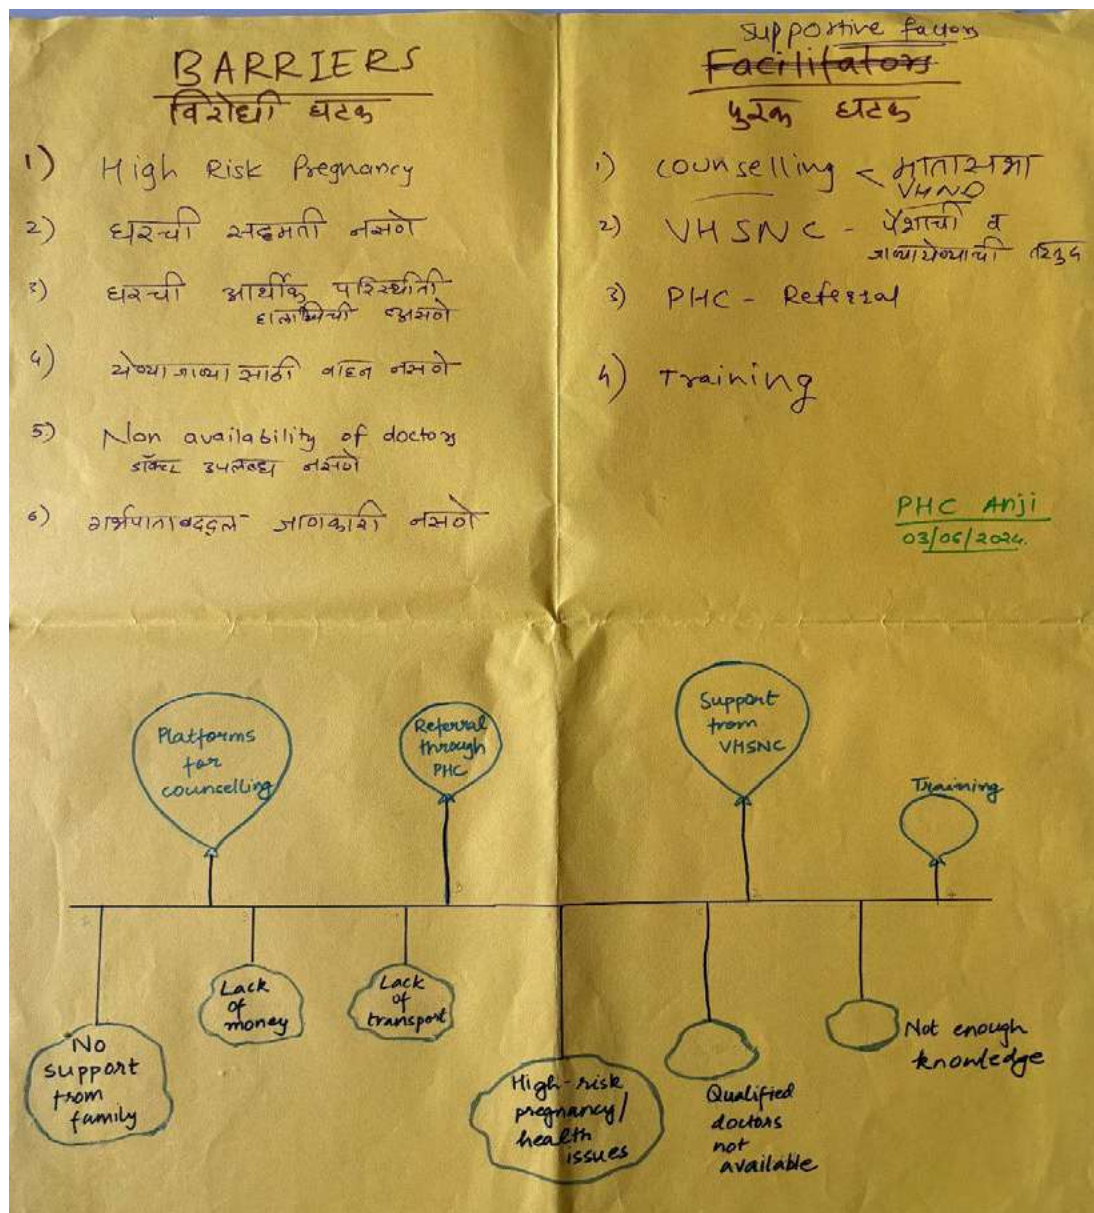 BARRIERS
विरोधी घटक
1) High Risk Pregnancy
2) घरची सहमती नसणे
3) घरची आर्थीक परिस्थीती
हलाखिची असणे
4) येण्या जाण्या साठी वाहन नसणे
5) Non availability of doctors
डॉक्टर उपलब्ध नसणे
6) गर्भपाताबद्दल जाणकारी नसणे
supportive factors
Facilitators
पुरक घटक
1) counselling < मातासभा
VHND
2) VHSNC - पैशाची व
जाण्यायेण्याची तरतुद
3) PHC - Referral
4) Training
PHC Anji
03/06/2024.
Platforms
for
counselling
Referral
through
PHC
Support
from
VHSNC
Training
No
support
from
family
Lack
of
money
Lack
of
transport
High-risk
pregnancy/
health
issues
Qualified
doctors
not
available
Not enough
knowledge